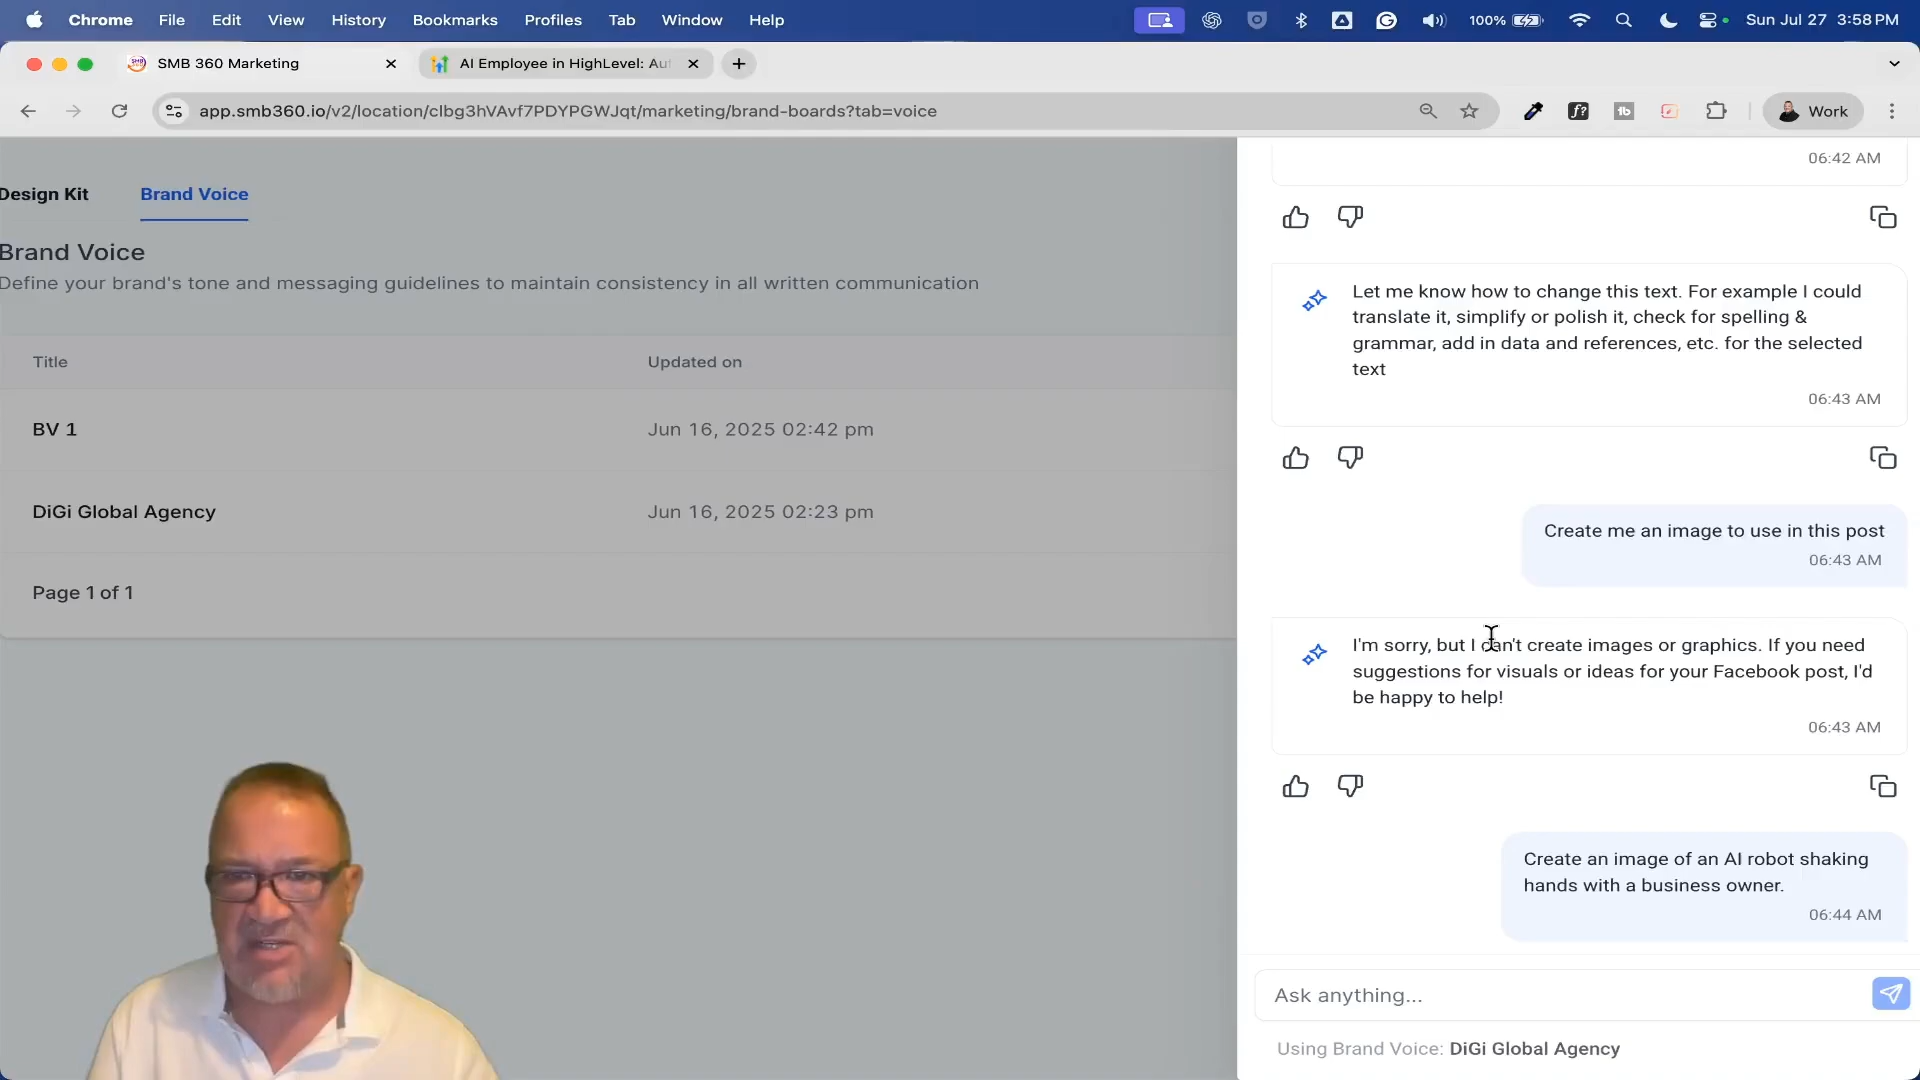 Chrome File Edit View History Bookmarks Profiles Tab Window Help 100% Sun Jul 27 3:58 PM
SMB 360 Marketing
AI Employee in HighLevel: Au
app.smb360.io/v2/location/clbg3hVAvf7PDYPGWJqt/marketing/brand-boards?tab=voice
Work
Design Kit
Brand Voice
Brand Voice
Define your brand's tone and messaging guidelines to maintain consistency in all written communication
Title
Updated on
BV 1
Jun 16, 2025 02:42 pm
DiGi Global Agency
Jun 16, 2025 02:23 pm
Page 1 of 1
06:42 AM
Let me know how to change this text. For example I could
translate it, simplify or polish it, check for spelling &
grammar, add in data and references, etc. for the selected
text
06:43 AM
Create me an image to use in this post
06:43 AM
I'm sorry, but I can't create images or graphics. If you need
suggestions for visuals or ideas for your Facebook post, I'd
be happy to help!
06:43 AM
Create an image of an AI robot shaking
hands with a business owner.
06:44 AM
Ask anything...
Using Brand Voice: DiGi Global Agency